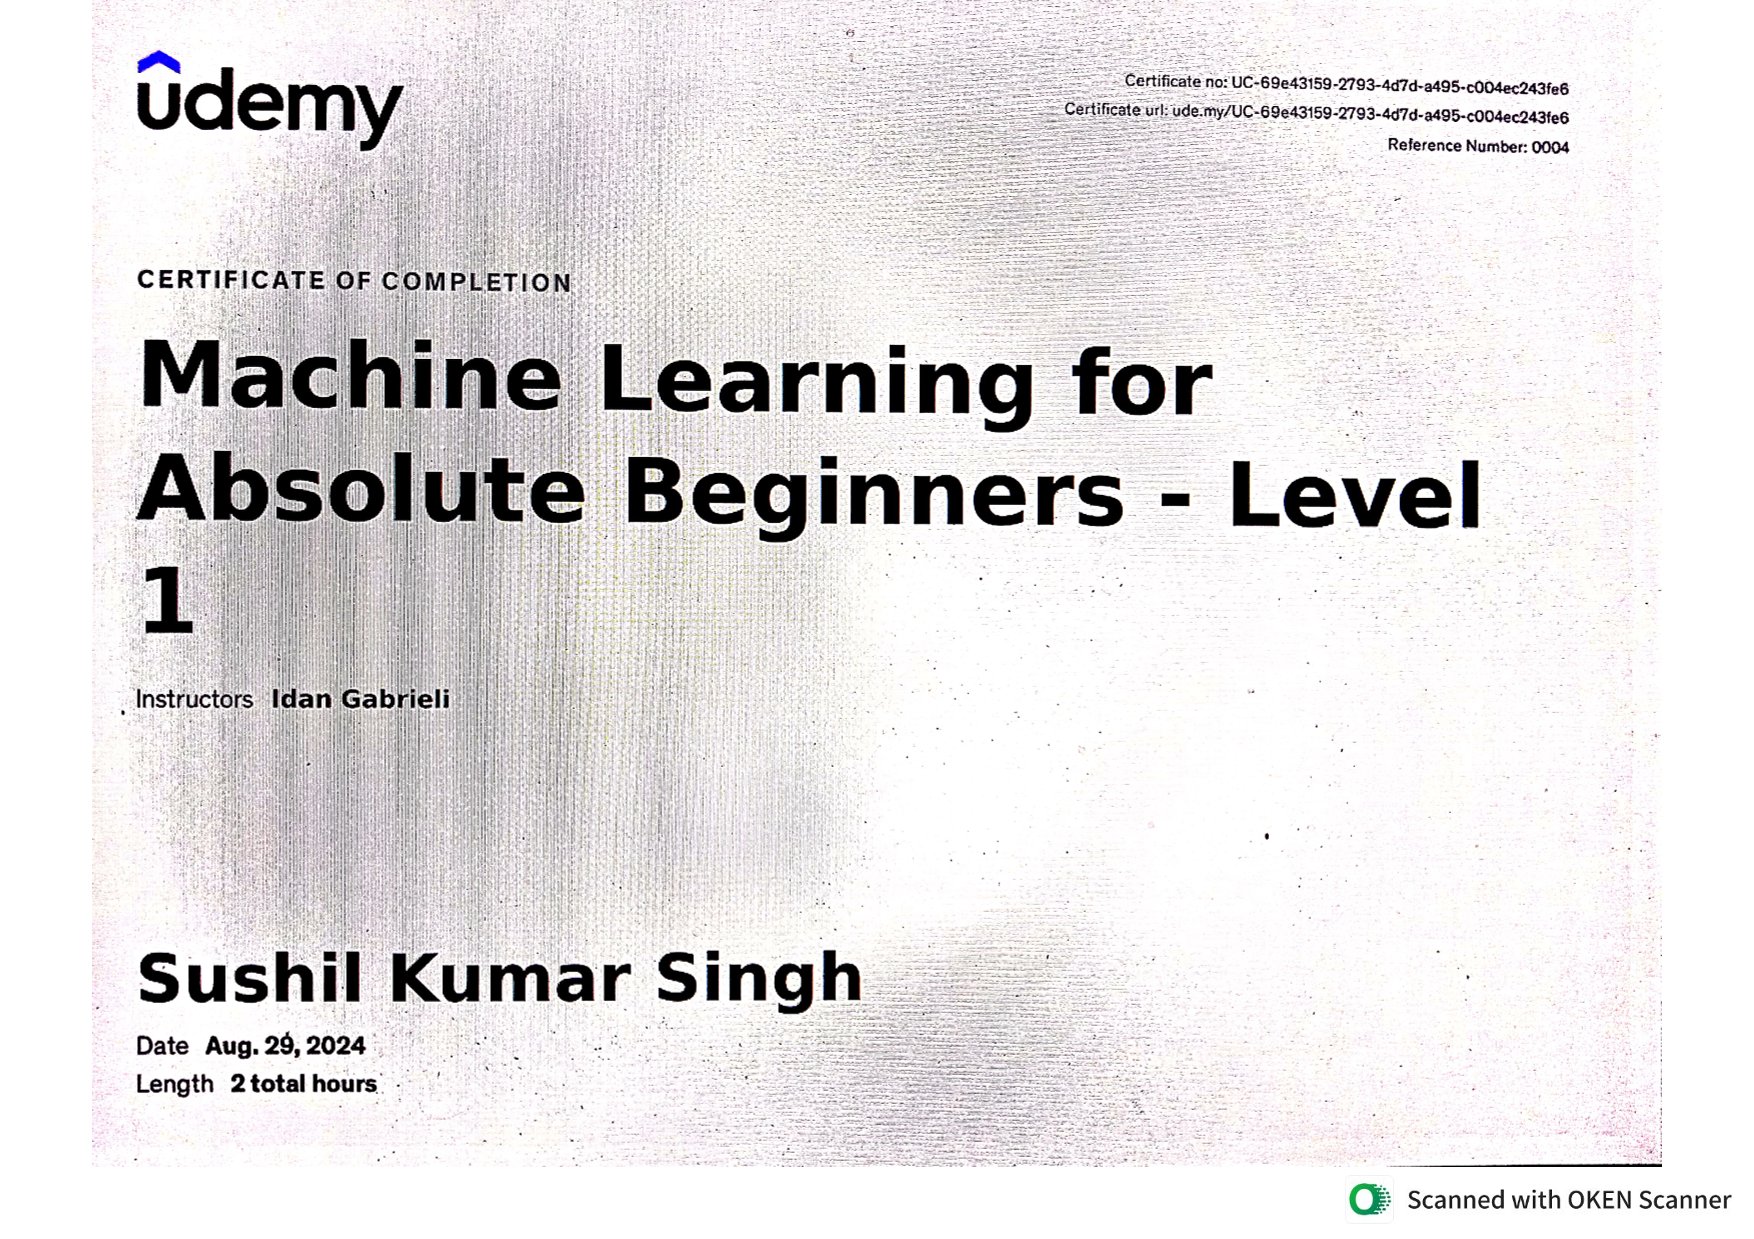 udemy
Certificate no: UC-69e43159-2793-4d7d-a495-c004ec243fe6
Certificate url: ude.my/UC-69e43159-2793-4d7d-a495-c004ec243fe6
Reference Number: 0004
CERTIFICATE OF COMPLETION
Machine Learning for
Absolute Beginners - Level
1
Instructors Idan Gabrieli
Sushil Kumar Singh
Date Aug. 29, 2024
Length 2 total hours
Scanned with OKEN Scanner